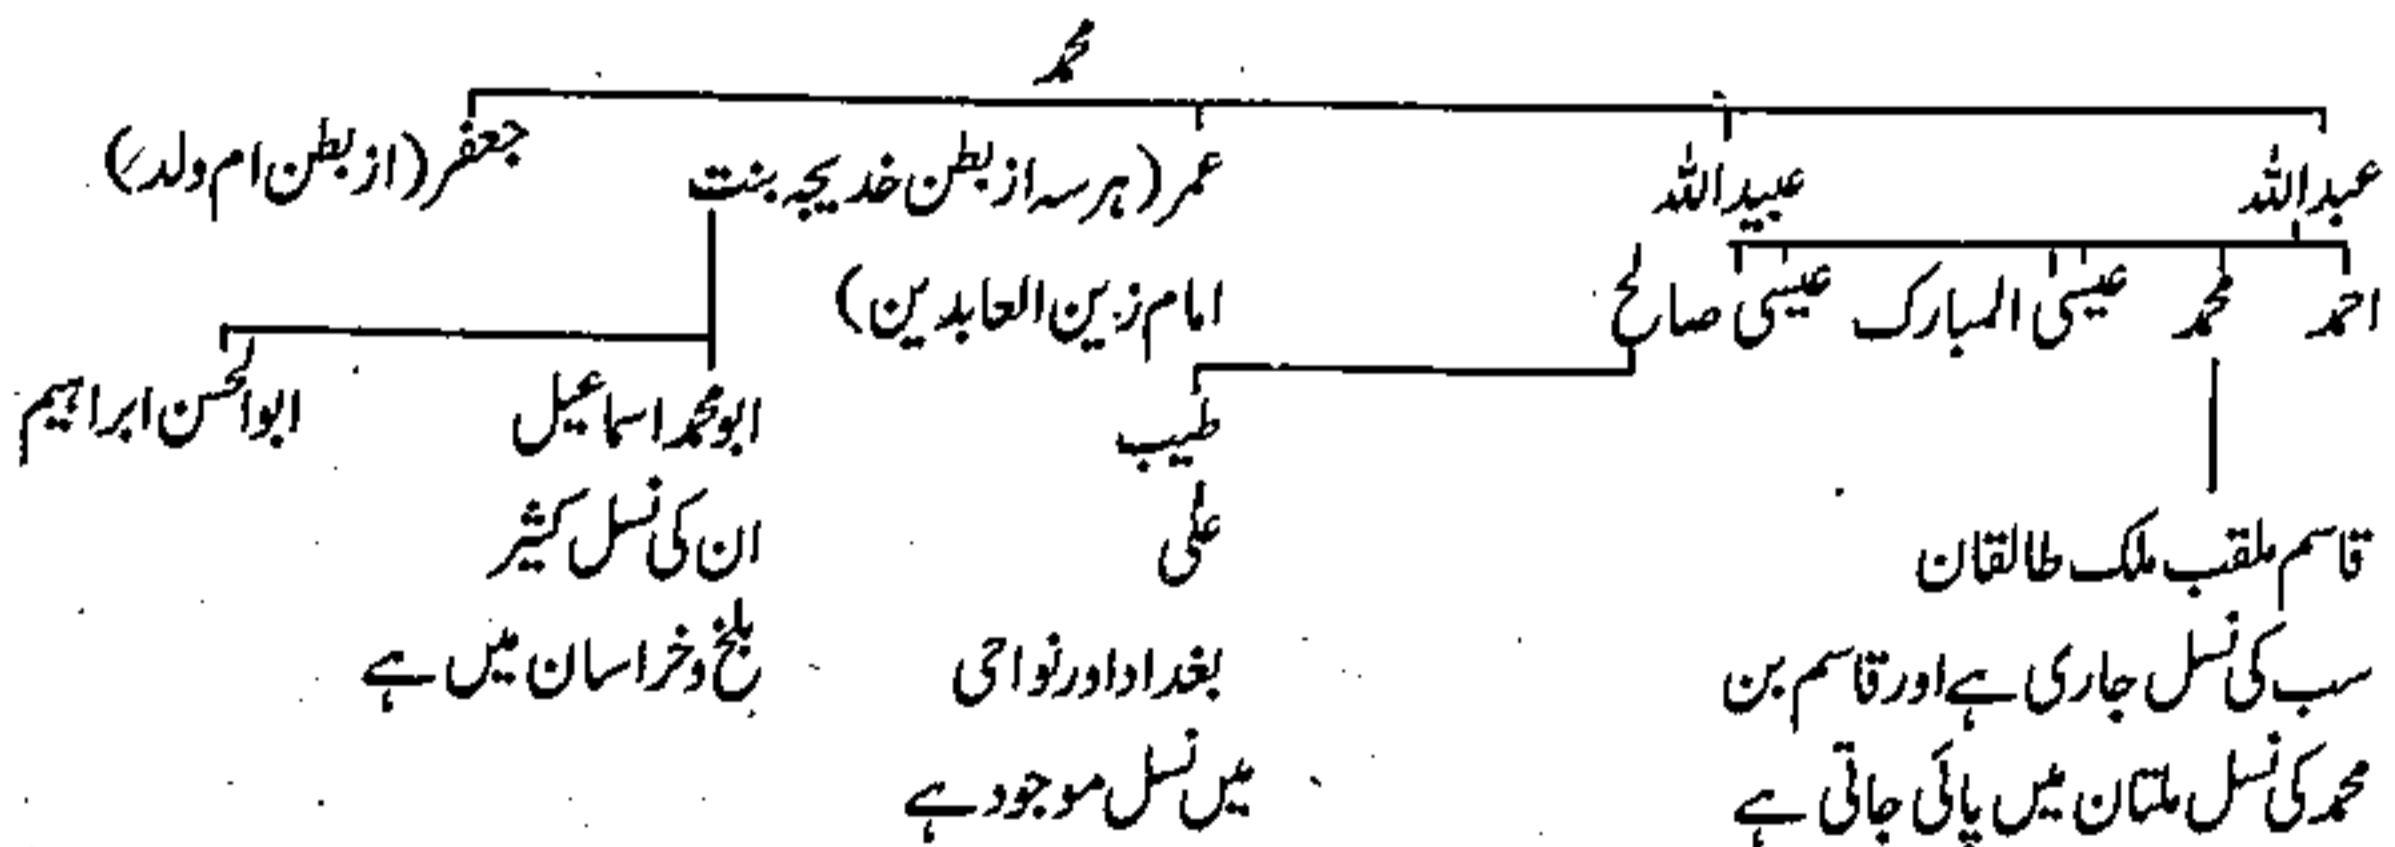 محمد
عبداللہ عبیداللہ عمر (ہر سہ از بطن خدیجہ بنت جعفر (از بطن ام ولد)
امام زین العابدین)
احمد محمد عیسیٰ المبارک عیسیٰ صالح
طیب ابومحمد اسماعیل ابوالحسن ابراہیم
قاسم ملقب ملک طالقان علی ان کی نسل کثیر
سب کی نسل جاری ہے اور قاسم بن بغداد اور نواحی بلخ و خراسان میں ہے
محمد کی نسل ملتان میں پائی جاتی ہے میں نسل موجود ہے